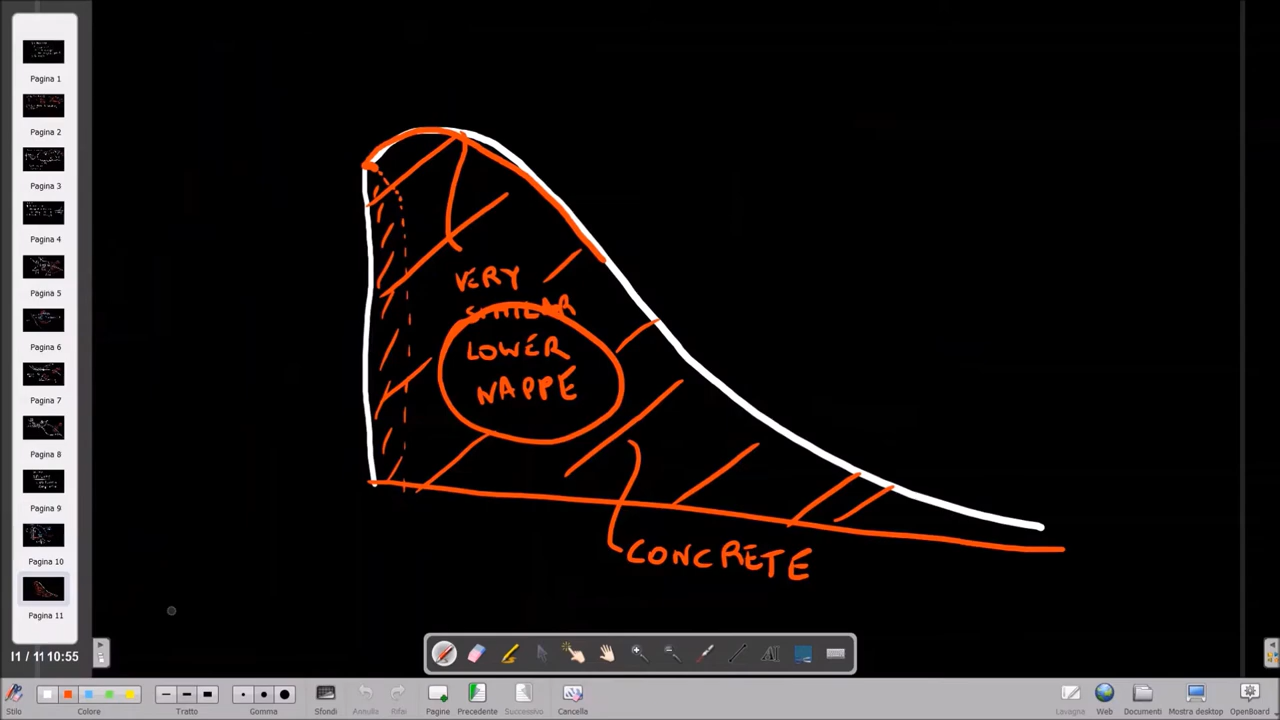 Pagina 1
Pagina 2
Pagina 3
Pagina 4
Pagina 5
Pagina 6
Pagina 7
Pagina 8
Pagina 9
Pagina 10
Pagina 11
VERY
SIMILAR
LOWER
NAPPE
CONCRETE
11 / 11 10:55
Stilo
Colore
Tratto
Gomma
Sfondi
Annulla
Rifai
Pagine
Precedente
Successivo
Cancella
Lavagna
Web
Documenti
Mostra desktop
OpenBoard